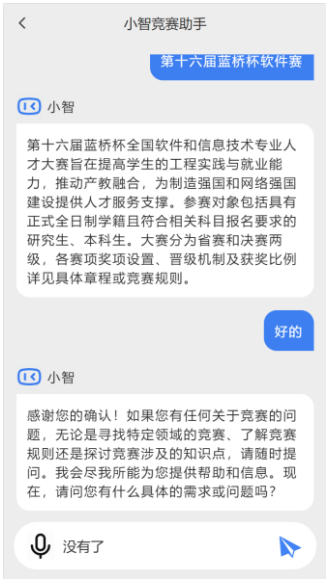 小智竞赛助手
第十六届蓝桥杯软件赛
小智
第十六届蓝桥杯全国软件和信息技术专业人
才大赛旨在提高学生的工程实践与就业能
力，推动产教融合，为制造强国和网络强国
建设提供人才服务支撑。参赛对象包括具有
正式全日制学籍且符合相关科目报名要求的
研究生、本科生。大赛分为省赛和决赛两
级，各赛项奖项设置、晋级机制及获奖比例
详见具体章程或竞赛规则。
好的
小智
感谢您的确认！如果您有任何关于竞赛的问
题，无论是寻找特定领域的竞赛、了解竞赛
规则还是探讨竞赛涉及的知识点，请随时提
问。我会尽我所能为您提供帮助和信息。现
在，请问您有什么具体的需求或问题吗？
没有了